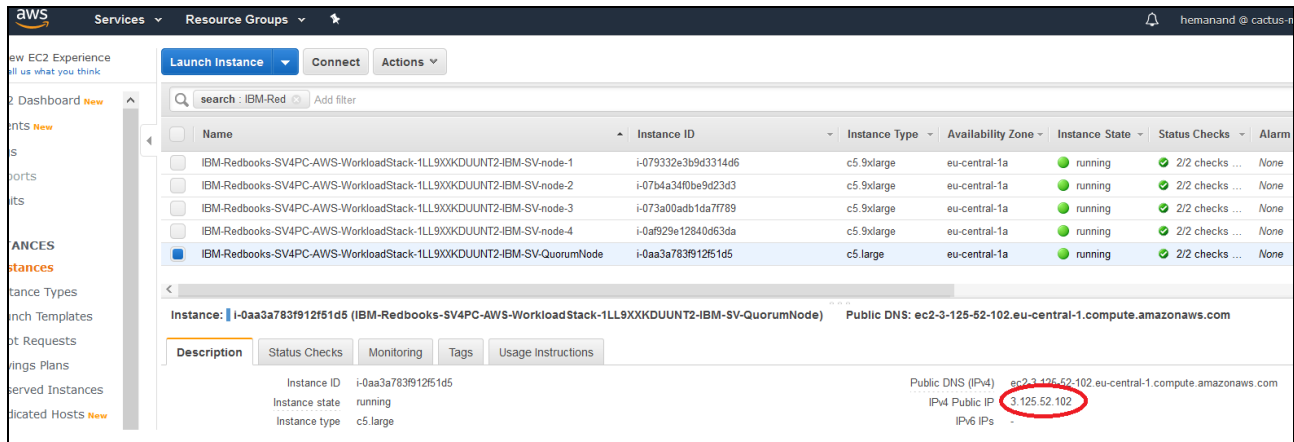 aws Services Resource Groups hemanand @ cactus-m
ew EC2 Experience
ell us what you think
Launch Instance Connect Actions
2 Dashboard New
search : IBM-Red Add filter
ents New
Name Instance ID Instance Type Availability Zone Instance State Status Checks Alarm
s
IBM-Redbooks-SV4PC-AWS-WorkloadStack-1LL9XXKDUUNT2-IBM-SV-node-1 i-079332e3b9d3314d6 c5.9xlarge eu-central-1a running 2/2 checks ... None
orts
IBM-Redbooks-SV4PC-AWS-WorkloadStack-1LL9XXKDUUNT2-IBM-SV-node-2 i-07b4a34f0be9d23d3 c5.9xlarge eu-central-1a running 2/2 checks ... None
its
IBM-Redbooks-SV4PC-AWS-WorkloadStack-1LL9XXKDUUNT2-IBM-SV-node-3 i-073a00adb1da7f789 c5.9xlarge eu-central-1a running 2/2 checks ... None
IBM-Redbooks-SV4PC-AWS-WorkloadStack-1LL9XXKDUUNT2-IBM-SV-node-4 i-0af929e12840d63da c5.9xlarge eu-central-1a running 2/2 checks ... None
TANCES
IBM-Redbooks-SV4PC-AWS-WorkloadStack-1LL9XXKDUUNT2-IBM-SV-QuorumNode i-0aa3a783f912f51d5 c5.large eu-central-1a running 2/2 checks ... None
stances
tance Types
unch Templates
Instance: i-0aa3a783f912f51d5 (IBM-Redbooks-SV4PC-AWS-WorkloadStack-1LL9XXKDUUNT2-IBM-SV-QuorumNode) Public DNS: ec2-3-125-52-102.eu-central-1.compute.amazonaws.com
ot Requests
Description Status Checks Monitoring Tags Usage Instructions
vings Plans
served Instances
Instance ID i-0aa3a783f912f51d5 Public DNS (IPv4) ec2-3-125-52-102.eu-central-1.compute.amazonaws.com
Instance state running IPv4 Public IP 3.125.52.102
dicated Hosts New
Instance type c5.large IPv6 IPs -